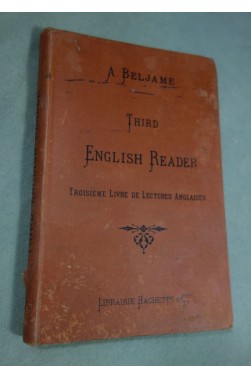 A BELJAME
THIRD
ENGLISH READER
TROISIÈME LIVRE DE LECTURES ANGLAISES
LIBRAIRIE HACHETTE & Cie